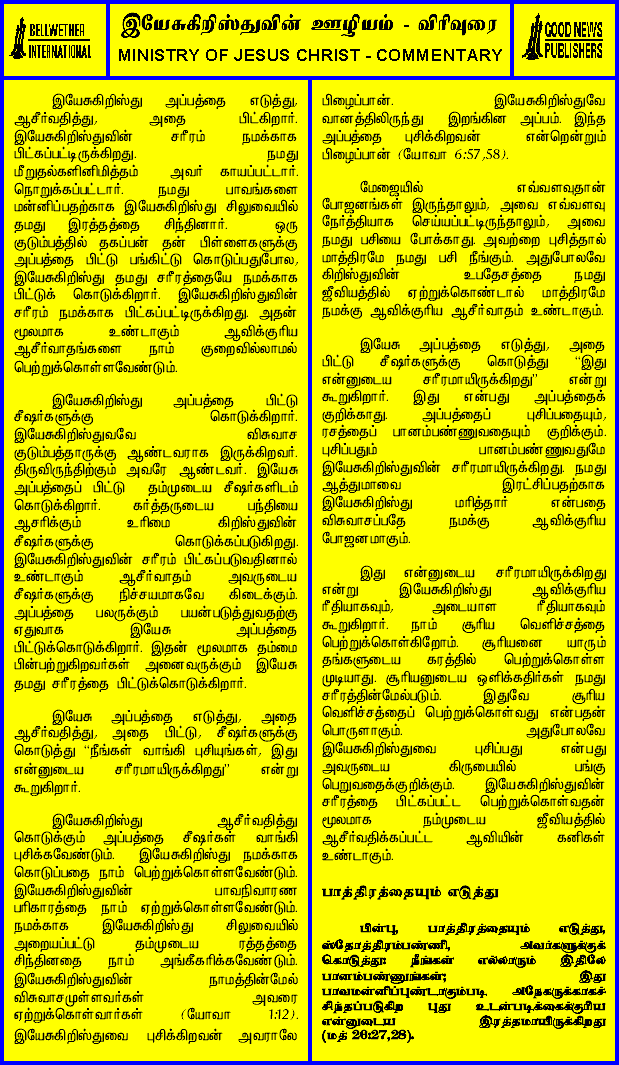 BELLWETHER
INTERNATIONAL
இயேசுகிறிஸ்துவின் ஊழியம் - விரிவுரை
MINISTRY OF JESUS CHRIST - COMMENTARY
GOOD NEWS
PUBLISHERS
இயேசுகிறிஸ்து அப்பத்தை எடுத்து,
ஆசீர்வதித்து, அதை பிட்கிறார்.
இயேசுகிறிஸ்துவின் சரீரம் நமக்காக
பிட்கப்பட்டிருக்கிறது. நமது
மீறுதல்களினிமித்தம் அவர் காயப்பட்டார்.
நொறுக்கப்பட்டார். நமது பாவங்களை
மன்னிப்பதற்காக இயேசுகிறிஸ்து சிலுவையில்
தமது இரத்தத்தை சிந்தினார். ஒரு
குடும்பத்தில் தகப்பன் தன் பிள்ளைகளுக்கு
அப்பத்தை பிட்டு பங்கிட்டு கொடுப்பதுபோல,
இயேசுகிறிஸ்து தமது சரீரத்தையே நமக்காக
பிட்டுக் கொடுக்கிறார். இயேசுகிறிஸ்துவின்
சரீரம் நமக்காக பிட்கப்பட்டிருக்கிறது. அதன்
மூலமாக உண்டாகும் ஆவிக்குரிய
ஆசீர்வாதங்களை நாம் குறைவில்லாமல்
பெற்றுக்கொள்ளவேண்டும்.
இயேசுகிறிஸ்து அப்பத்தை பிட்டு
சீஷர்களுக்கு கொடுக்கிறார்.
இயேசுகிறிஸ்துவவே விசுவாச
குடும்பத்தாருக்கு ஆண்டவராக இருக்கிறவர்.
திருவிருந்திற்கும் அவரே ஆண்டவர். இயேசு
அப்பத்தைப் பிட்டு தம்முடைய சீஷர்களிடம்
கொடுக்கிறார். கர்த்தருடைய பந்தியை
ஆசரிக்கும் உரிமை கிறிஸ்துவின்
சீஷர்களுக்கு கொடுக்கப்படுகிறது.
இயேசுகிறிஸ்துவின் சரீரம் பிட்கப்படுவதினால்
உண்டாகும் ஆசீர்வாதம் அவருடைய
சீஷர்களுக்கு நிச்சயமாகவே கிடைக்கும்.
அப்பத்தை பலருக்கும் பயன்படுத்துவதற்கு
ஏதுவாக இயேசு அப்பத்தை
பிட்டுக்கொடுக்கிறார். இதன் மூலமாக தம்மை
பின்பற்றுகிறவர்கள் அனைவருக்கும் இயேசு
தமது சரீரத்தை பிட்டுக்கொடுக்கிறார்.
இயேசு அப்பத்தை எடுத்து, அதை
ஆசீர்வதித்து, அதை பிட்டு, சீஷர்களுக்கு
கொடுத்து “நீங்கள் வாங்கி புசியுங்கள், இது
என்னுடைய சரீரமாயிருக்கிறது” என்று
கூறுகிறார்.
இயேசுகிறிஸ்து ஆசீர்வதித்து
கொடுக்கும் அப்பத்தை சீஷர்கள் வாங்கி
புசிக்கவேண்டும். இயேசுகிறிஸ்து நமக்காக
கொடுப்பதை நாம் பெற்றுக்கொள்ளவேண்டும்.
இயேசுகிறிஸ்துவின் பாவநிவாரண
பரிகாரத்தை நாம் ஏற்றுக்கொள்ளவேண்டும்.
நமக்காக இயேசுகிறிஸ்து சிலுவையில்
அறையப்பட்டு தம்முடைய ரத்தத்தை
சிந்தினதை நாம் அங்கீகரிக்கவேண்டும்.
இயேசுகிறிஸ்துவின் நாமத்தின்மேல்
விசுவாசமுள்ளவர்கள் அவரை
ஏற்றுக்கொள்வார்கள் (யோவா 1:12).
இயேசுகிறிஸ்துவை புசிக்கிறவன் அவராலே
பிழைப்பான். இயேசுகிறிஸ்துவே
வானத்திலிருந்து இறங்கின அப்பம். இந்த
அப்பத்தை புசிக்கிறவன் என்றென்றும்
பிழைப்பான் (யோவா 6:57,58).
மேஜையில் எவ்வளவுதான்
போஜனங்கள் இருந்தாலும், அவை எவ்வளவு
நேர்த்தியாக செய்யப்பட்டிருந்தாலும், அவை
நமது பசியை போக்காது. அவற்றை புசித்தால்
மாத்திரமே நமது பசி நீங்கும். அதுபோலவே
கிறிஸ்துவின் உபதேசத்தை நமது
ஜீவியத்தில் ஏற்றுக்கொண்டால் மாத்திரமே
நமக்கு ஆவிக்குரிய ஆசீர்வாதம் உண்டாகும்.
இயேசு அப்பத்தை எடுத்து, அதை
பிட்டு சீஷர்களுக்கு கொடுத்து “இது
என்னுடைய சரீரமாயிருக்கிறது” என்று
கூறுகிறார். இது என்பது அப்பத்தைக்
குறிக்காது. அப்பத்தைப் புசிப்பதையும்,
ரசத்தைப் பானம்பண்ணுவதையும் குறிக்கும்.
புசிப்பதும் பானம்பண்ணுவதுமே
இயேசுகிறிஸ்துவின் சரீரமாயிருக்கிறது. நமது
ஆத்துமாவை இரட்சிப்பதற்காக
இயேசுகிறிஸ்து மரித்தார் என்பதை
விசுவாசப்பதே நமக்கு ஆவிக்குரிய
போஜனமாகும்.
இது என்னுடைய சரீரமாயிருக்கிறது
என்று இயேசுகிறிஸ்து ஆவிக்குரிய
ரீதியாகவும், அடையாள ரீதியாகவும்
கூறுகிறார். நாம் சூரிய வெளிச்சத்தை
பெற்றுக்கொள்கிறோம். சூரியனை யாரும்
தங்களுடைய கரத்தில் பெற்றுக்கொள்ள
முடியாது. சூரியனுடைய ஒளிக்கதிர்கள் நமது
சரீரத்தின்மேல்படும். இதுவே சூரிய
வெளிச்சத்தைப் பெற்றுக்கொள்வது என்பதன்
பொருளாகும். அதுபோலவே
இயேசுகிறிஸ்துவை புசிப்பது என்பது
அவருடைய கிருபையில் பங்கு
பெறுவதைக்குறிக்கும். இயேசுகிறிஸ்துவின்
சரீரத்தை பிட்கப்பட்ட பெற்றுக்கொள்வதன்
மூலமாக நம்முடைய ஜீவியத்தில்
ஆசீர்வதிக்கப்பட்ட ஆவியின் கனிகள்
உண்டாகும்.
பாத்திரத்தையும் எடுத்து
பின்பு, பாத்திரத்தையும் எடுத்து,
ஸ்தோத்திரம்பண்ணி, அவர்களுக்குக்
கொடுத்து: நீங்கள் எல்லாரும் இதிலே
பானம்பண்ணுங்கள்; இது
பாவமன்னிப்புண்டாகும்படி அநேகருக்காகச்
சிந்தப்படுகிற புது உடன்படிக்கைக்குரிய
என்னுடைய இரத்தமாயிருக்கிறது
(மத் 26:27,28).